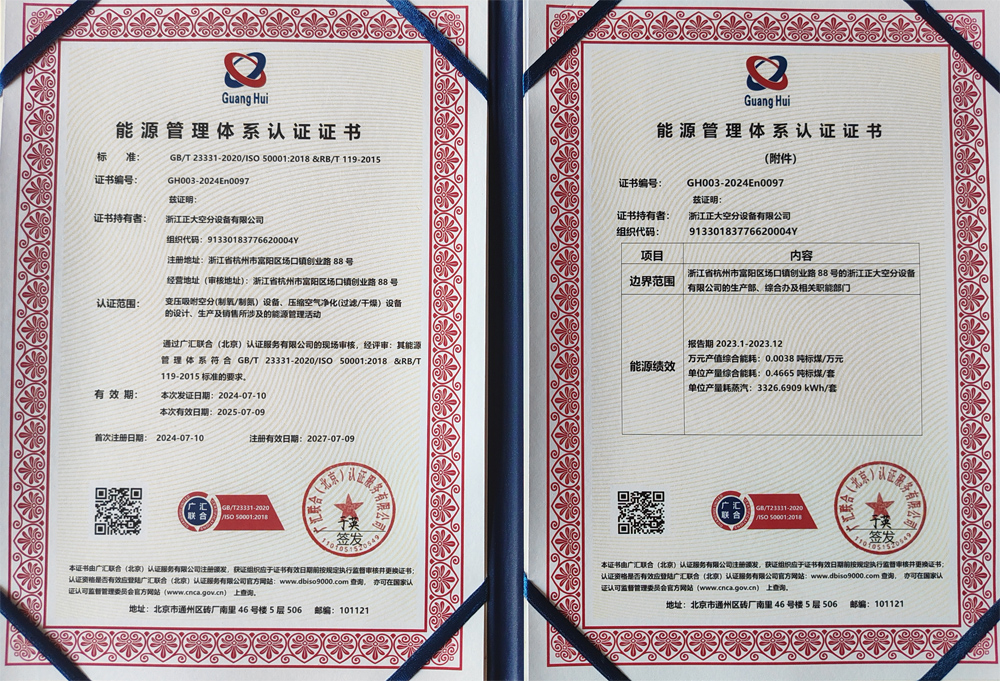 Guang Hui
能源管理体系认证证书
标 准: GB/T 23331-2020/ISO 50001:2018 &RB/T 119-2015
证书编号: GH003-2024En0097
兹证明:
证书持有者: 浙江正大空分设备有限公司
组织代码: 91330183776620004Y
注册地址: 浙江省杭州市富阳区场口镇创业路 88 号
经营地址（审核地址）: 浙江省杭州市富阳区场口镇创业路 88 号
认证范围: 变压吸附空分(制氧/制氮）设备、压缩空气净化(过滤/干燥）设备
的设计、生产及销售所涉及的能源管理活动
通过广汇联合（北京）认证服务有限公司的现场审核，经评审: 其能源
管理体系符合 GB/T 23331-2020/ISO 50001:2018 &RB/T
119-2015 标准的要求。
有 效 期: 本次发证日期: 2024-07-10
本次有效日期: 2025-07-09
首次注册日期: 2024-07-10 注册有效日期: 2027-07-09
广汇
联合
GB/T23331-2020
/ISO 50001:2018
广汇联合（北京）认证服务有限公司
签发
1101051520549
本证书由广汇联合（北京）认证服务有限公司注册颁发，获证组织应于证书有效日期前按规定执行监督审核并更换证书;
认证资格是否有效应登陆广汇联合（北京）认证服务有限公司官方网站: www.dbiso9000.com 查询，亦可在国家认
证认可监督管理委员会官方网站（www.cnca.gov.cn）上查询。
地址: 北京市通州区砖厂南里 46 号楼 5 层 506 邮编: 101121
Guang Hui
能源管理体系认证证书
(附件)
证书编号: GH003-2024En0097
兹证明:
证书持有者: 浙江正大空分设备有限公司
组织代码: 91330183776620004Y
项目 内容
边界范围 浙江省杭州市富阳区场口镇创业路 88 号的浙江正大空分设备
有限公司的生产部、综合办及相关职能部门
能源绩效
报告期 2023.1-2023.12
万元产值综合能耗: 0.0038 吨标煤/万元
单位产量综合能耗: 0.4665 吨标煤/套
单位产量耗蒸汽: 3326.6909 kWh/套
广汇
联合
GB/T23331-2020
/ISO 50001:2018
广汇联合（北京）认证服务有限公司
签发
1101051520549
本证书由广汇联合（北京）认证服务有限公司注册颁发，获证组织应于证书有效日期前按规定执行监督审核并更换证书;
认证资格是否有效应登陆广汇联合（北京）认证服务有限公司官方网站: www.dbiso9000.com 查询，亦可在国家认
证认可监督管理委员会官方网站（www.cnca.gov.cn）上查询。
地址: 北京市通州区砖厂南里 46 号楼 5 层 506 邮编: 101121